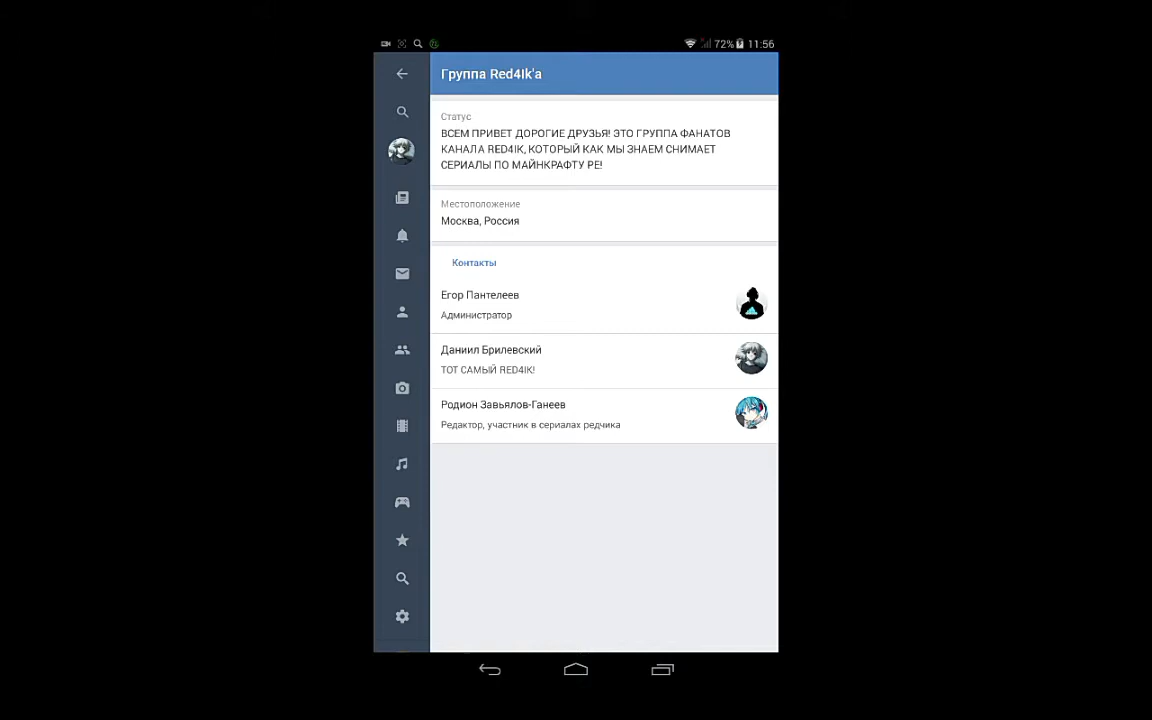 72% 11:56
Группа Red4Ik'a
Статус
ВСЕМ ПРИВЕТ ДОРОГИЕ ДРУЗЬЯ! ЭТО ГРУППА ФАНАТОВ
КАНАЛА RED4IK, КОТОРЫЙ КАК МЫ ЗНАЕМ СНИМАЕТ
СЕРИАЛЫ ПО МАЙНКРАФТУ PE!
Местоположение
Москва, Россия
Контакты
Егор Пантелеев
Администратор
Даниил Брилевский
ТОТ САМЫЙ RED4IK!
Родион Завьялов-Ганеев
Редактор, участник в сериалах редчика